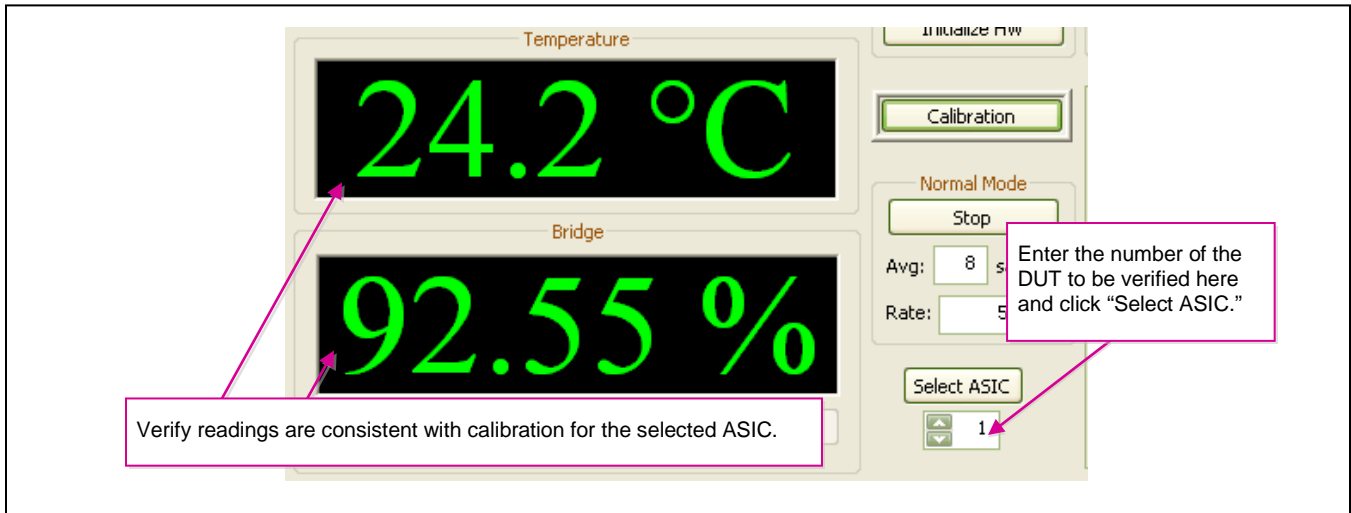 Temperature
24.2 °C
Initialize HW
Calibration
Normal Mode
Stop
Avg: 8
Rate: 5
Bridge
92.55 %
Enter the number of the
DUT to be verified here
and click “Select ASIC.”
Select ASIC
1
Verify readings are consistent with calibration for the selected ASIC.